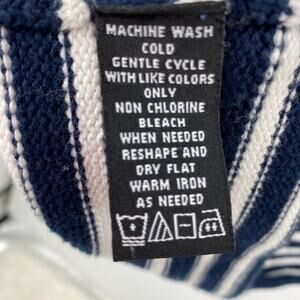 MACHINE WASH
COLD
GENTLE CYCLE
WITH LIKE COLORS
ONLY
NON CHLORINE
BLEACH
WHEN NEEDED
RESHAPE AND
DRY FLAT
WARM IRON
AS NEEDED